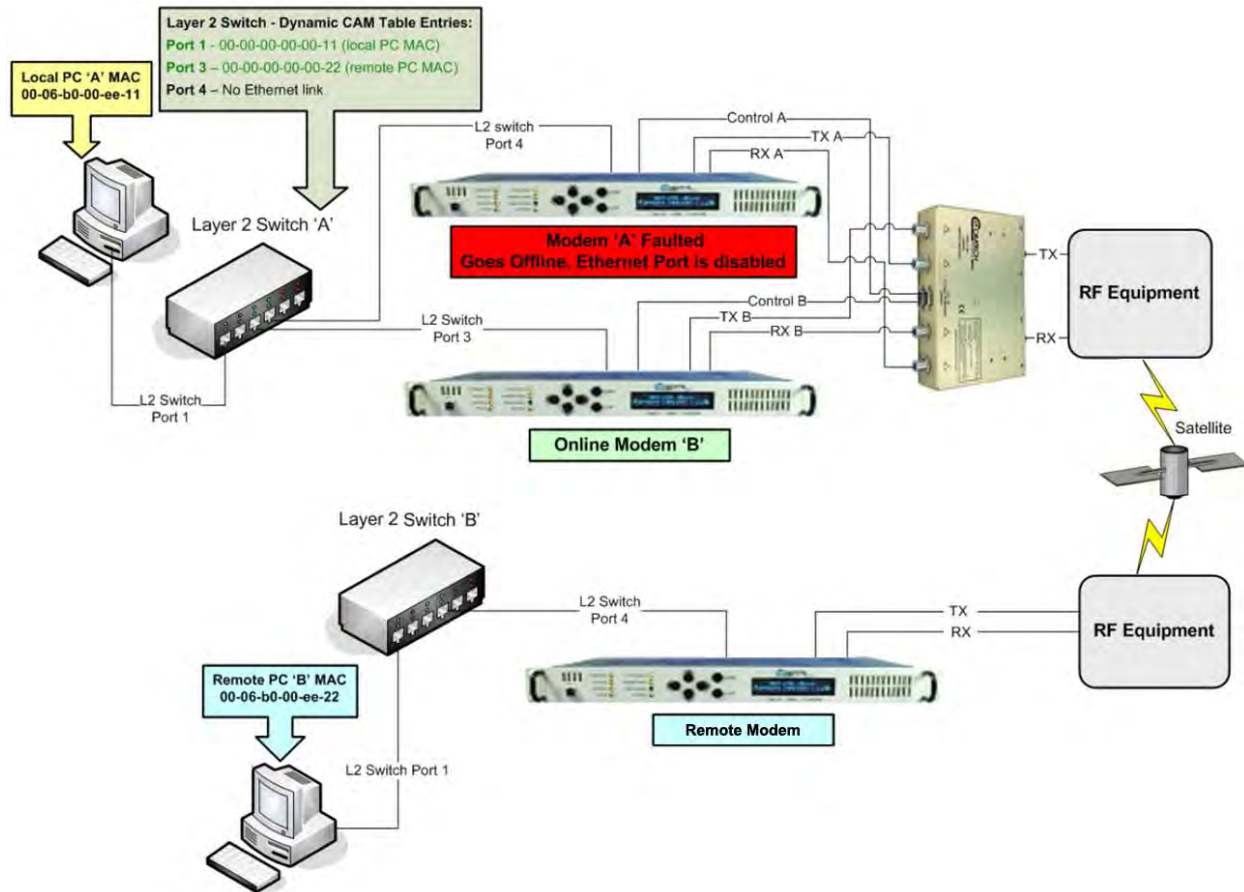 Layer 2 Switch - Dynamic CAM Table Entries:
Port 1 - 00-00-00-00-00-11 (local PC MAC)
Port 3 – 00-00-00-00-00-22 (remote PC MAC)
Port 4 – No Ethernet link
Local PC ‘A’ MAC
00-06-b0-00-ee-11
L2 switch
Port 4
Control A
TX A
RX A
Layer 2 Switch ‘A’
Modem ‘A’ Faulted
Goes Offline, Ethernet Port is disabled
TX
RX
RF Equipment
L2 Switch
Port 3
Control B
TX B
RX B
L2 Switch
Port 1
Online Modem ‘B’
Satellite
Layer 2 Switch ‘B’
L2 Switch
Port 4
TX
RX
RF Equipment
Remote PC ‘B’ MAC
00-06-b0-00-ee-22
Remote Modem
L2 Switch Port 1